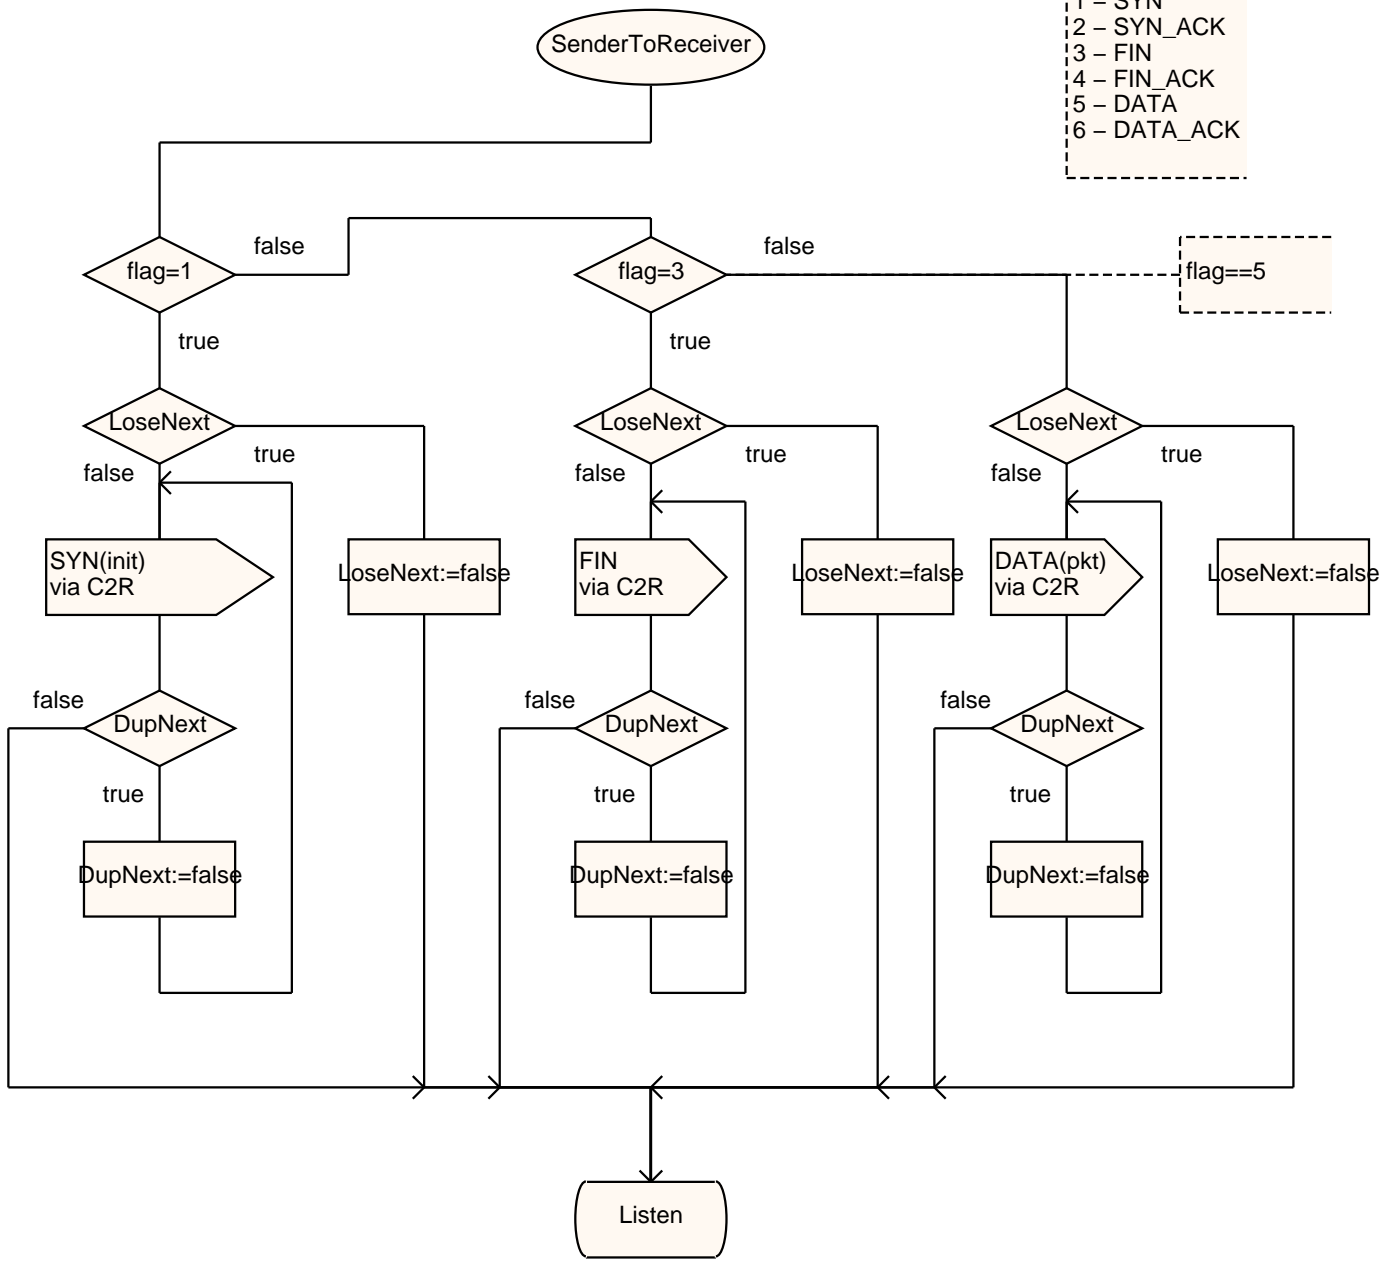 1 – SYN
2 – SYN_ACK
3 – FIN
4 – FIN_ACK
5 – DATA
6 – DATA_ACK
SenderToReceiver
false
false
flag=1
flag=3
flag==5
true
true
LoseNext
LoseNext
LoseNext
false
true
false
true
false
true
SYN(init)
via C2R
LoseNext:=false
FIN
via C2R
LoseNext:=false
DATA(pkt)
via C2R
LoseNext:=false
false
DupNext
false
DupNext
false
DupNext
true
true
true
DupNext:=false
DupNext:=false
DupNext:=false
Listen